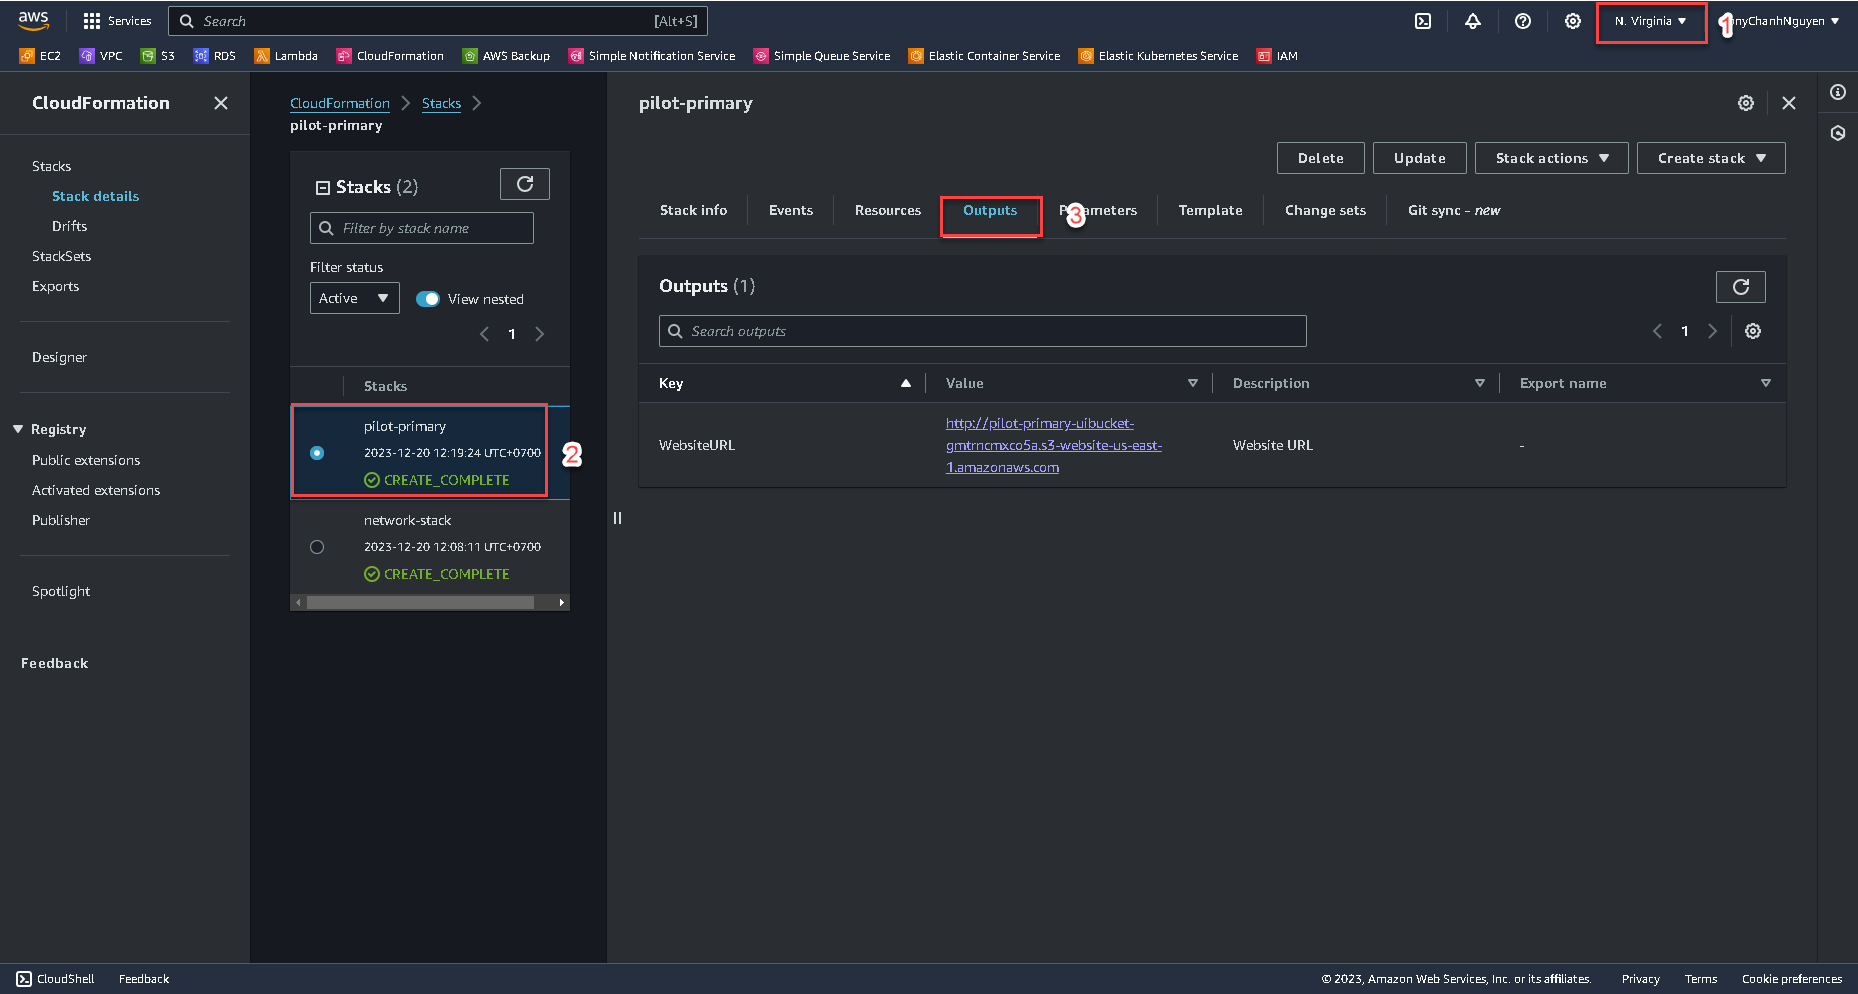 aws
Services
Search
[Alt+S]
N. Virginia
1
nyChanhNguyen
EC2
VPC
S3
RDS
Lambda
CloudFormation
AWS Backup
Simple Notification Service
Simple Queue Service
Elastic Container Service
Elastic Kubernetes Service
IAM
CloudFormation
Stacks
Stack details
Drifts
StackSets
Exports
Designer
Registry
Public extensions
Activated extensions
Publisher
Spotlight
Feedback
CloudFormation
Stacks
pilot-primary
Stacks (2)
Filter by stack name
Filter status
Active
View nested
1
Stacks
pilot-primary
2023-12-20 12:19:24 UTC+0700
CREATE_COMPLETE
2
network-stack
2023-12-20 12:08:11 UTC+0700
CREATE_COMPLETE
pilot-primary
Delete
Update
Stack actions
Create stack
Stack info
Events
Resources
Outputs
3
Template
Change sets
Git sync - new
Outputs (1)
Search outputs
1
Key
Value
Description
Export name
WebsiteURL
http://pilot-primary-uibucket-
gmtrncmxco5a.s3-website-us-east-
1.amazonaws.com
Website URL
-
CloudShell
Feedback
© 2023, Amazon Web Services, Inc. or its affiliates.
Privacy
Terms
Cookie preferences